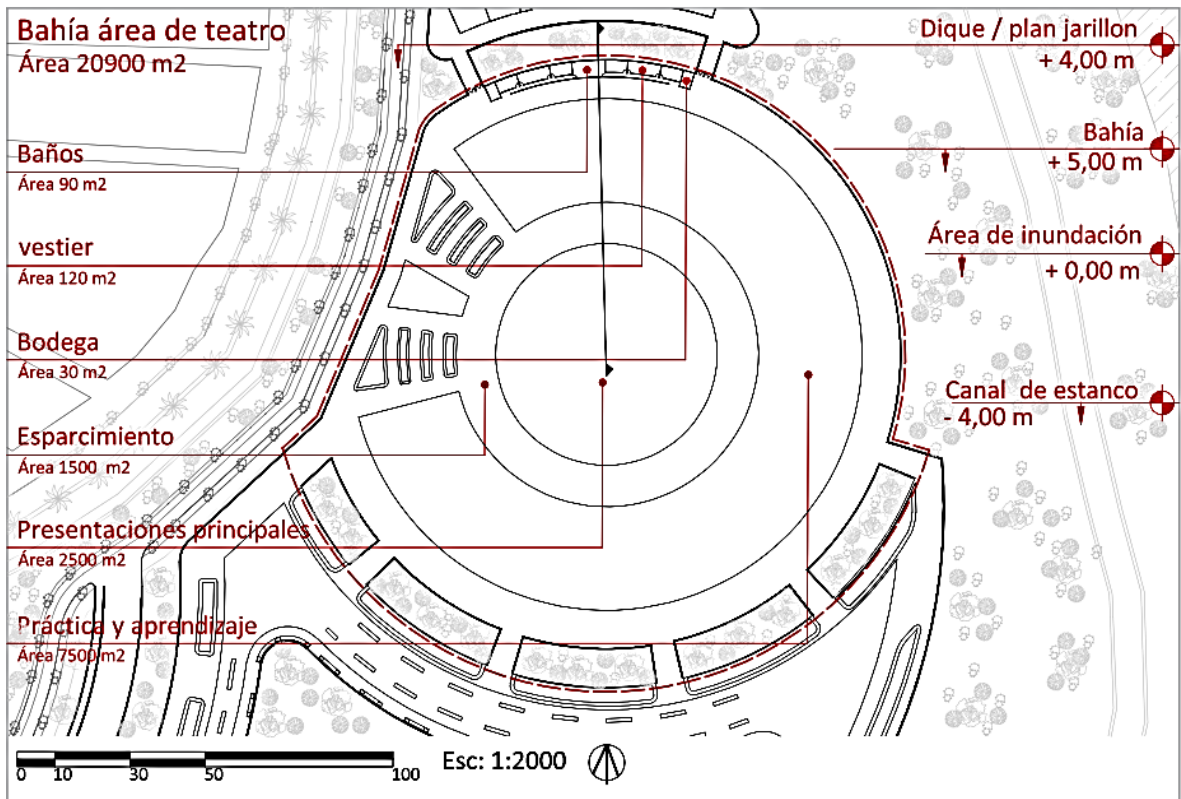 Bahía área de teatro
Área 20900 m2
Baños
Área 90 m2
vestier
Área 120 m2
Bodega
Área 30 m2
Esparcimiento
Área 1500 m2
Presentaciones principales
Área 2500 m2
Práctica y aprendizaje
Área 7500 m2
Dique / plan jarillon
+ 4,00 m
Bahía
+ 5,00 m
Área de inundación
+ 0,00 m
Canal de estanco
- 4,00 m
0 10 30 50 100
Esc: 1:2000